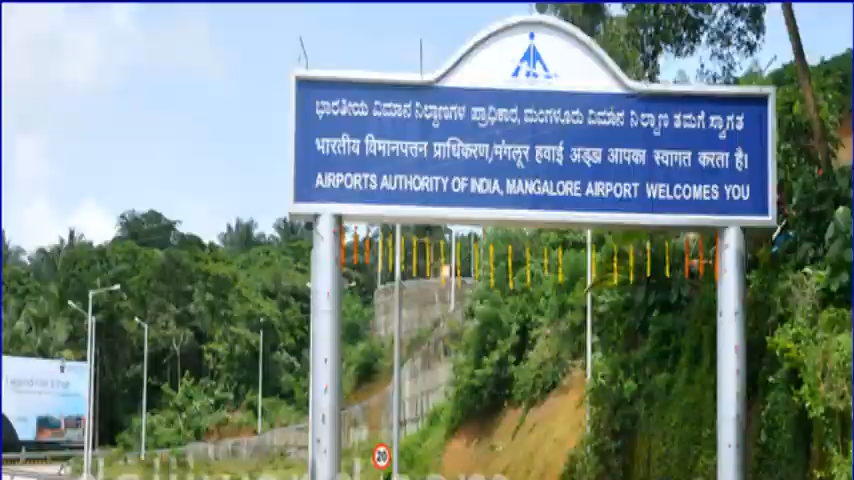 ಭಾರತೀಯ ವಿಮಾನ ನಿಲ್ದಾಣಗಳ ಪ್ರಾಧಿಕಾರ, ಮಂಗಳೂರು ವಿಮಾನ ನಿಲ್ದಾಣ ತಮಗೆ ಸ್ವಾಗತ
भारतीय विमानपत्तन प्राधिकरण/मंगलूर हवाई अड्डा आपका स्वागत करता है।
AIRPORTS AUTHORITY OF INDIA, MANGALORE AIRPORT WELCOMES YOU
20